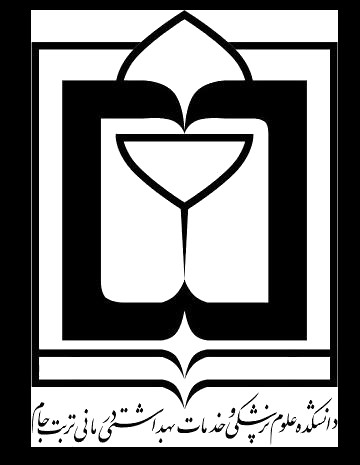 دانشکده علوم پزشکی و خدمات بهداشتی درمانی تربت جام